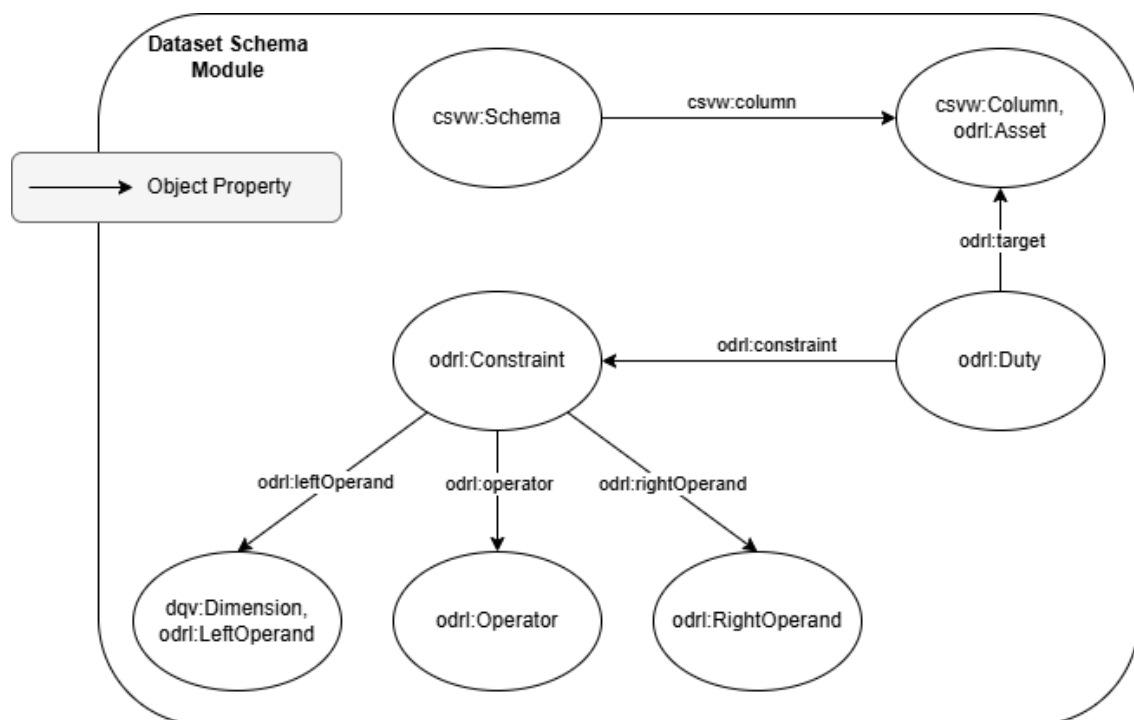 Dataset Schema
Module
csvw:Schema
csvw:column
csvw:Column,
odrl:Asset
Object Property
odrl:target
odrl:Constraint
odrl:constraint
odrl:Duty
odrl:leftOperand
odrl:operator
odrl:rightOperand
dqv:Dimension,
odrl:LeftOperand
odrl:Operator
odrl:RightOperand